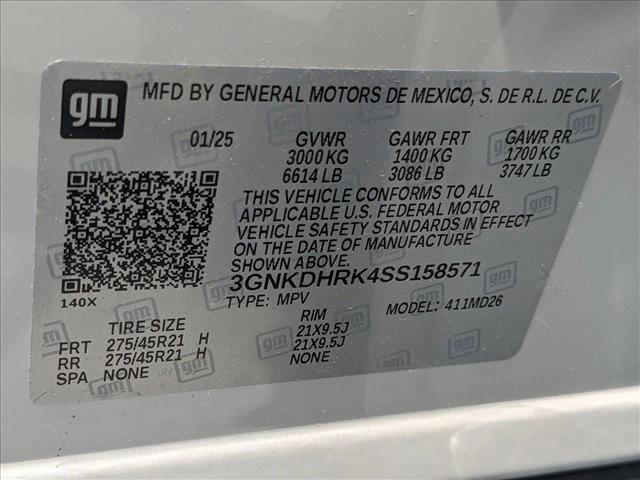 gm
MFD BY GENERAL MOTORS DE MEXICO, S. DE R.L. DE C.V.
01/25 GVWR GAWR FRT GAWR RR
3000 KG 1400 KG 1700 KG
6614 LB 3086 LB 3747 LB
THIS VEHICLE CONFORMS TO ALL
APPLICABLE U.S. FEDERAL MOTOR
VEHICLE SAFETY STANDARDS IN EFFECT
ON THE DATE OF MANUFACTURE
SHOWN ABOVE.
3GNKDHRK4SS158571
140X
TYPE: MPV MODEL: 411MD26
TIRE SIZE RIM
FRT 275/45R21 H 21X9.5J
RR 275/45R21 H 21X9.5J
SPA NONE NONE